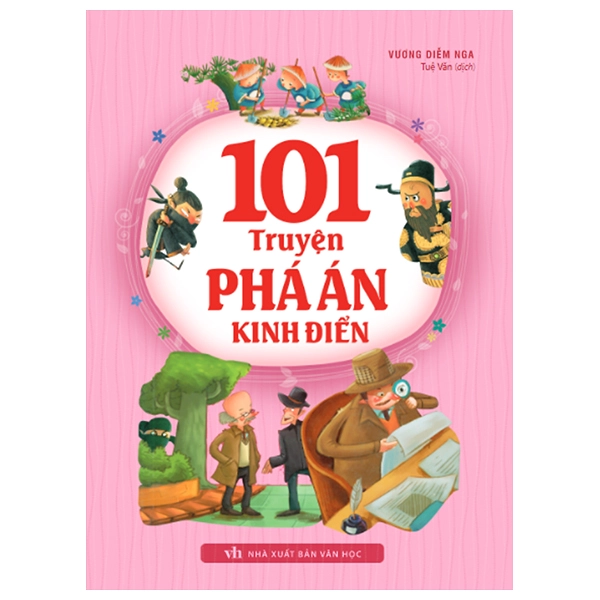 VƯƠNG DIỄM NGA
Tuệ Văn (dịch)
101
Truyện
PHÁ ÁN
KINH ĐIỂN
vh NHÀ XUẤT BẢN VĂN HỌC